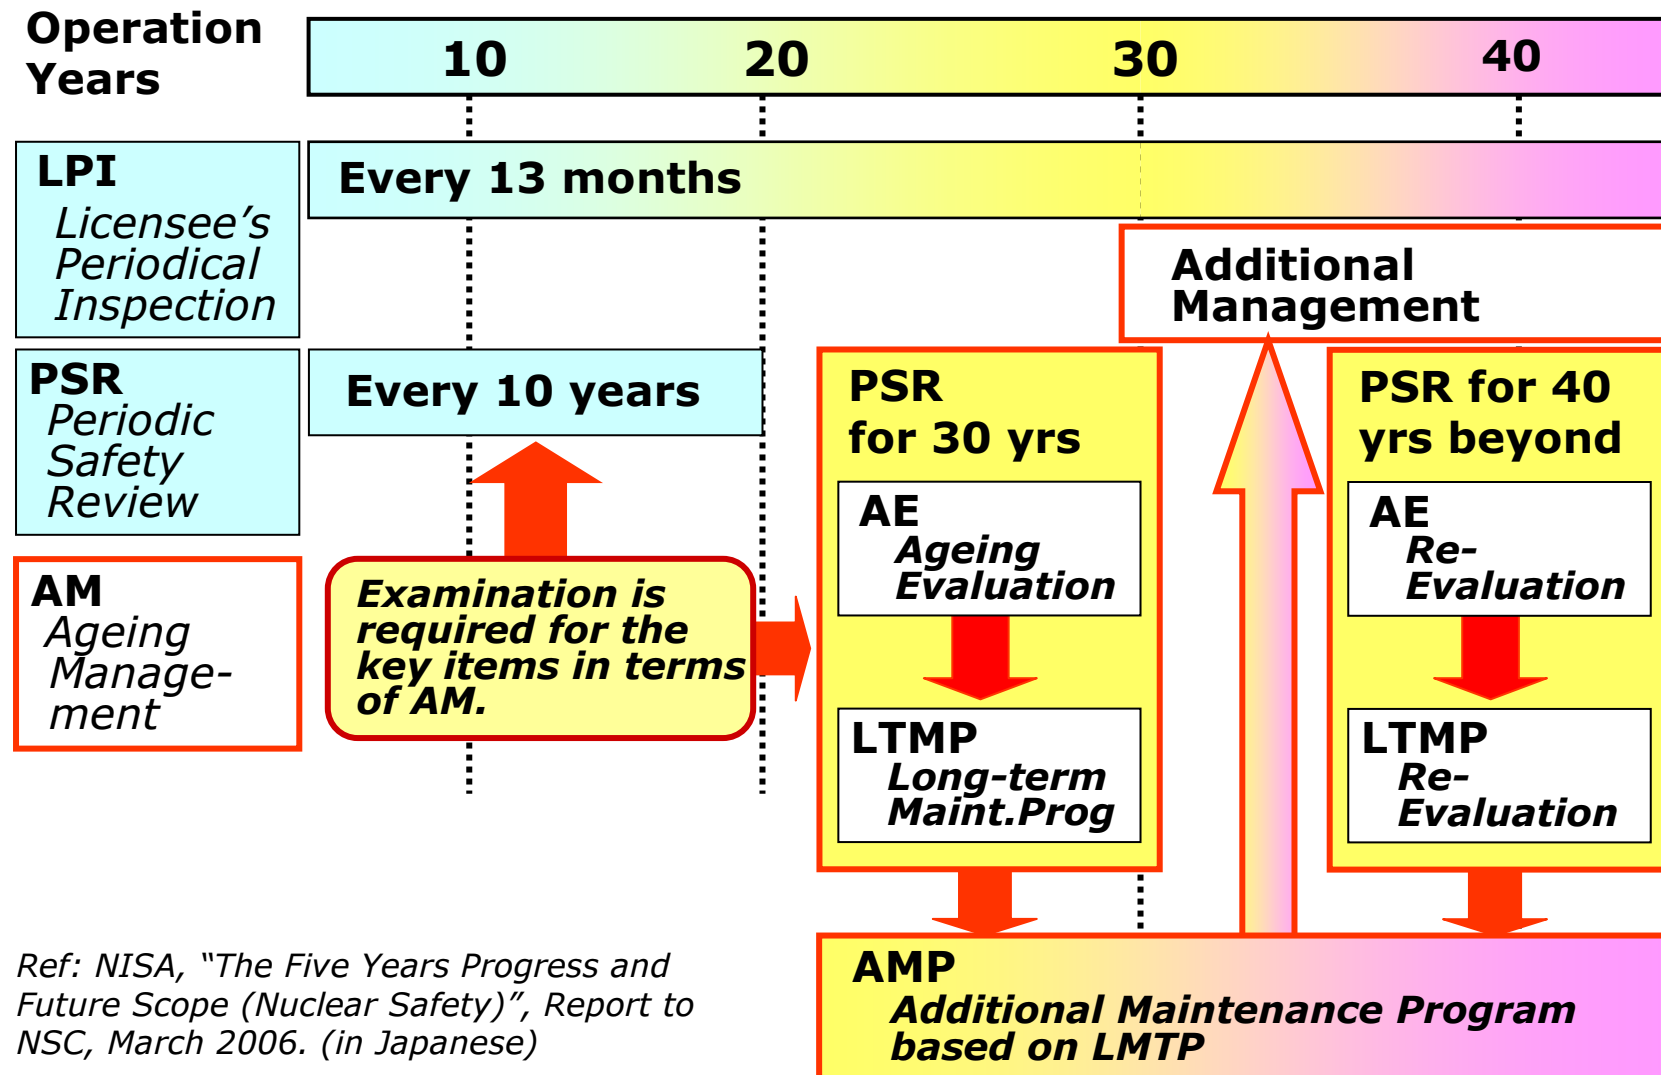 Operation
Years
10 20 30 40
LPI
Licensee’s
Periodical
Inspection
Every 13 months
Additional
Management
PSR
Periodic
Safety
Review
Every 10 years
PSR
for 30 yrs
AE
Ageing
Evaluation
LTMP
Long-term
Maint.Prog
PSR for 40
yrs beyond
AE
Re-
Evaluation
LTMP
Re-
Evaluation
AM
Ageing
Manage-
ment
Examination is
required for the
key items in terms
of AM.
AMP
Additional Maintenance Program
based on LMTP
Ref: NISA, “The Five Years Progress and
Future Scope (Nuclear Safety)”, Report to
NSC, March 2006. (in Japanese)